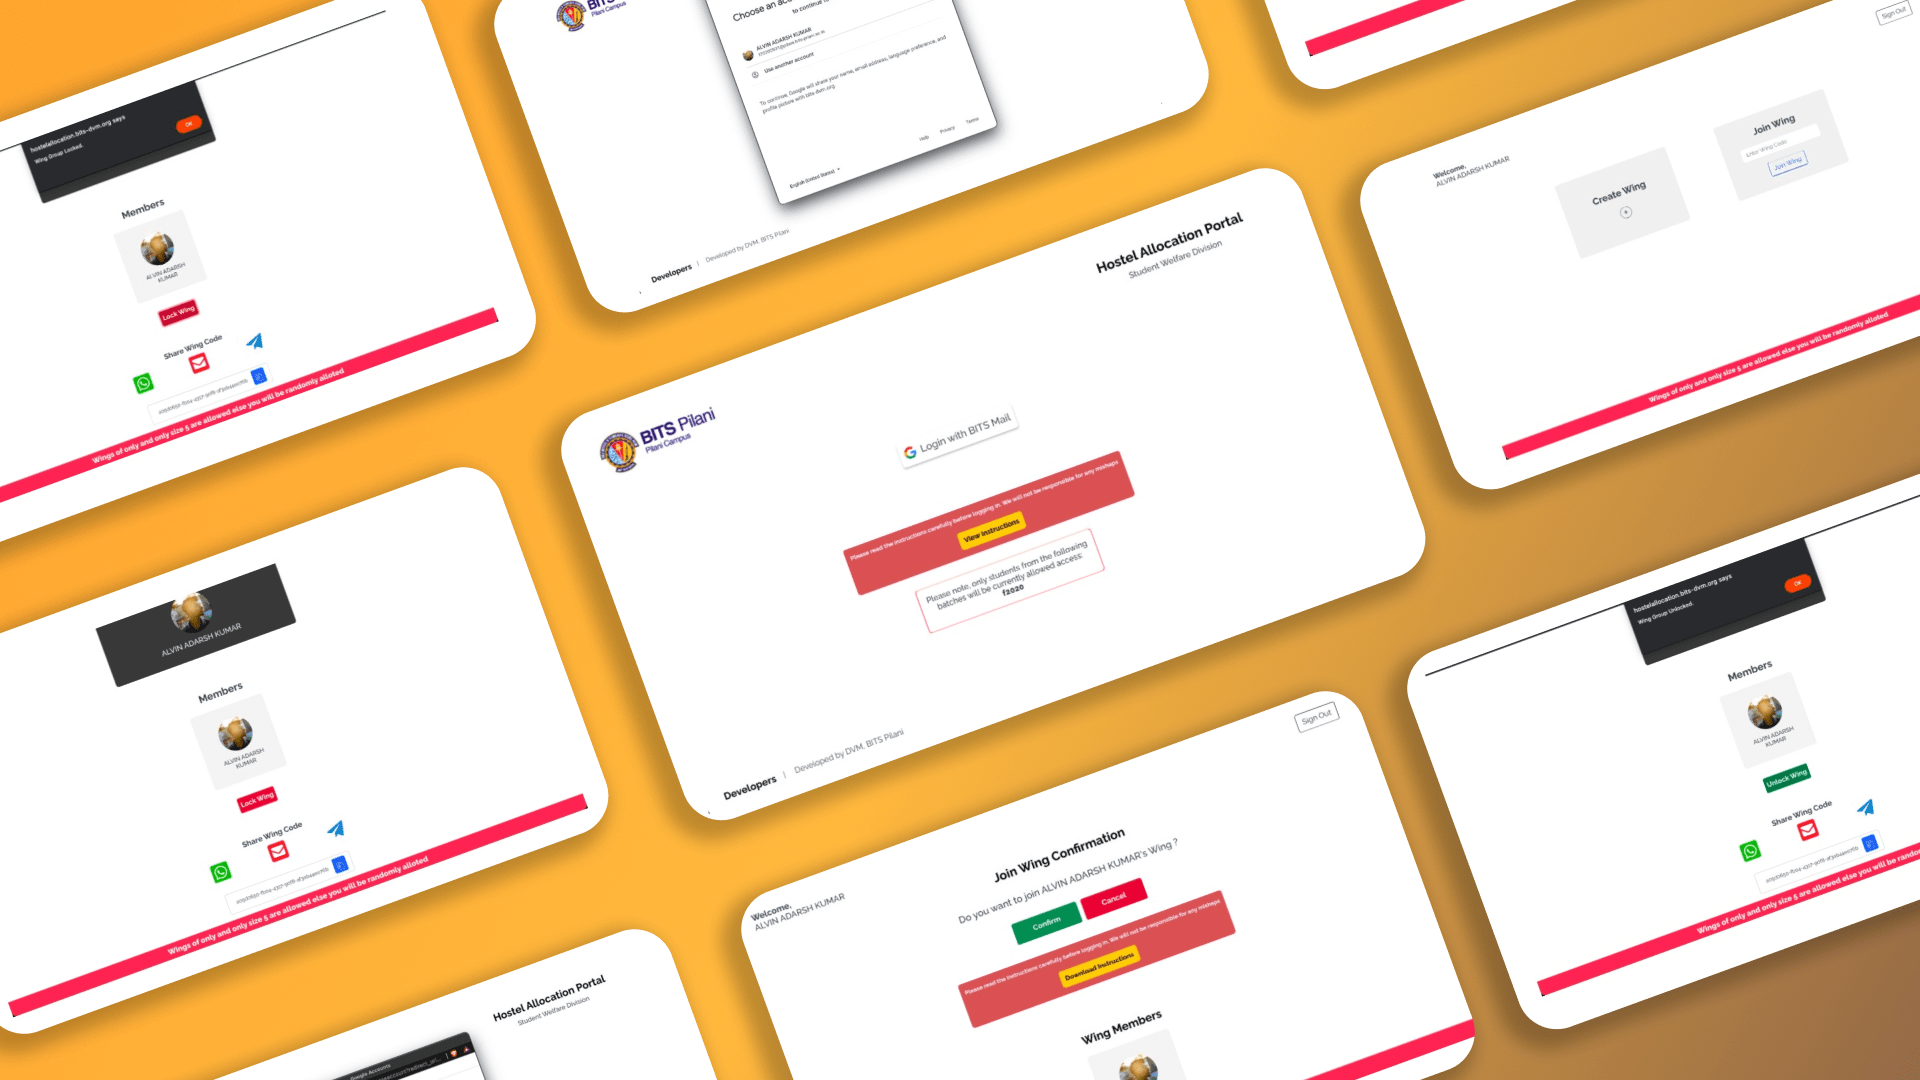 hostelallocation.bits-dvm.org says
Wing Group Locked.
OK
Members
ALVIN ADARSH
KUMAR
Lock Wing
Share Wing Code
Wings of only and only size 5 are allowed else you will be randomly alloted
BITS
Pilani Campus
Choose an
to continue
ALVIN ADARSH KUMAR
Use another account
To continue, Google will share your name, email address, language preference, and
profile picture with bits-dvm.org
English (United States)
Help
Privacy
Terms
Developers | Developed by DVM, BITS Pilani
Sign Out
Welcome,
ALVIN ADARSH KUMAR
Create Wing
Join Wing
Enter Wing Code
Join Wing
Wings of only and only size 5 are allowed else you will be randomly alloted
Hostel Allocation Portal
Student Welfare Division
BITS Pilani
Pilani Campus
Login with BITS Mail
Please read the instructions carefully before logging in. We will not be responsible for any mishaps
View Instructions
Please note, only students from the following
batches will be currently allowed access:
f2020
Developers | Developed by DVM, BITS Pilani
ALVIN ADARSH KUMAR
Members
ALVIN ADARSH
KUMAR
Lock Wing
Share Wing Code
Wings of only and only size 5 are allowed else you will be randomly alloted
hostelallocation.bits-dvm.org says
Wing Group Unlocked.
OK
Members
ALVIN ADARSH
KUMAR
Unlock Wing
Share Wing Code
Wings of only and only size 5 are allowed else you will be
Sign Out
Welcome,
ALVIN ADARSH KUMAR
Join Wing Confirmation
Do you want to join ALVIN ADARSH KUMAR's Wing ?
Confirm
Cancel
Please read the instructions carefully before logging in. We will not be responsible for any mishaps
Download Instructions
Wing Members
Hostel Allocation Portal
Student Welfare Division
Google Accounts